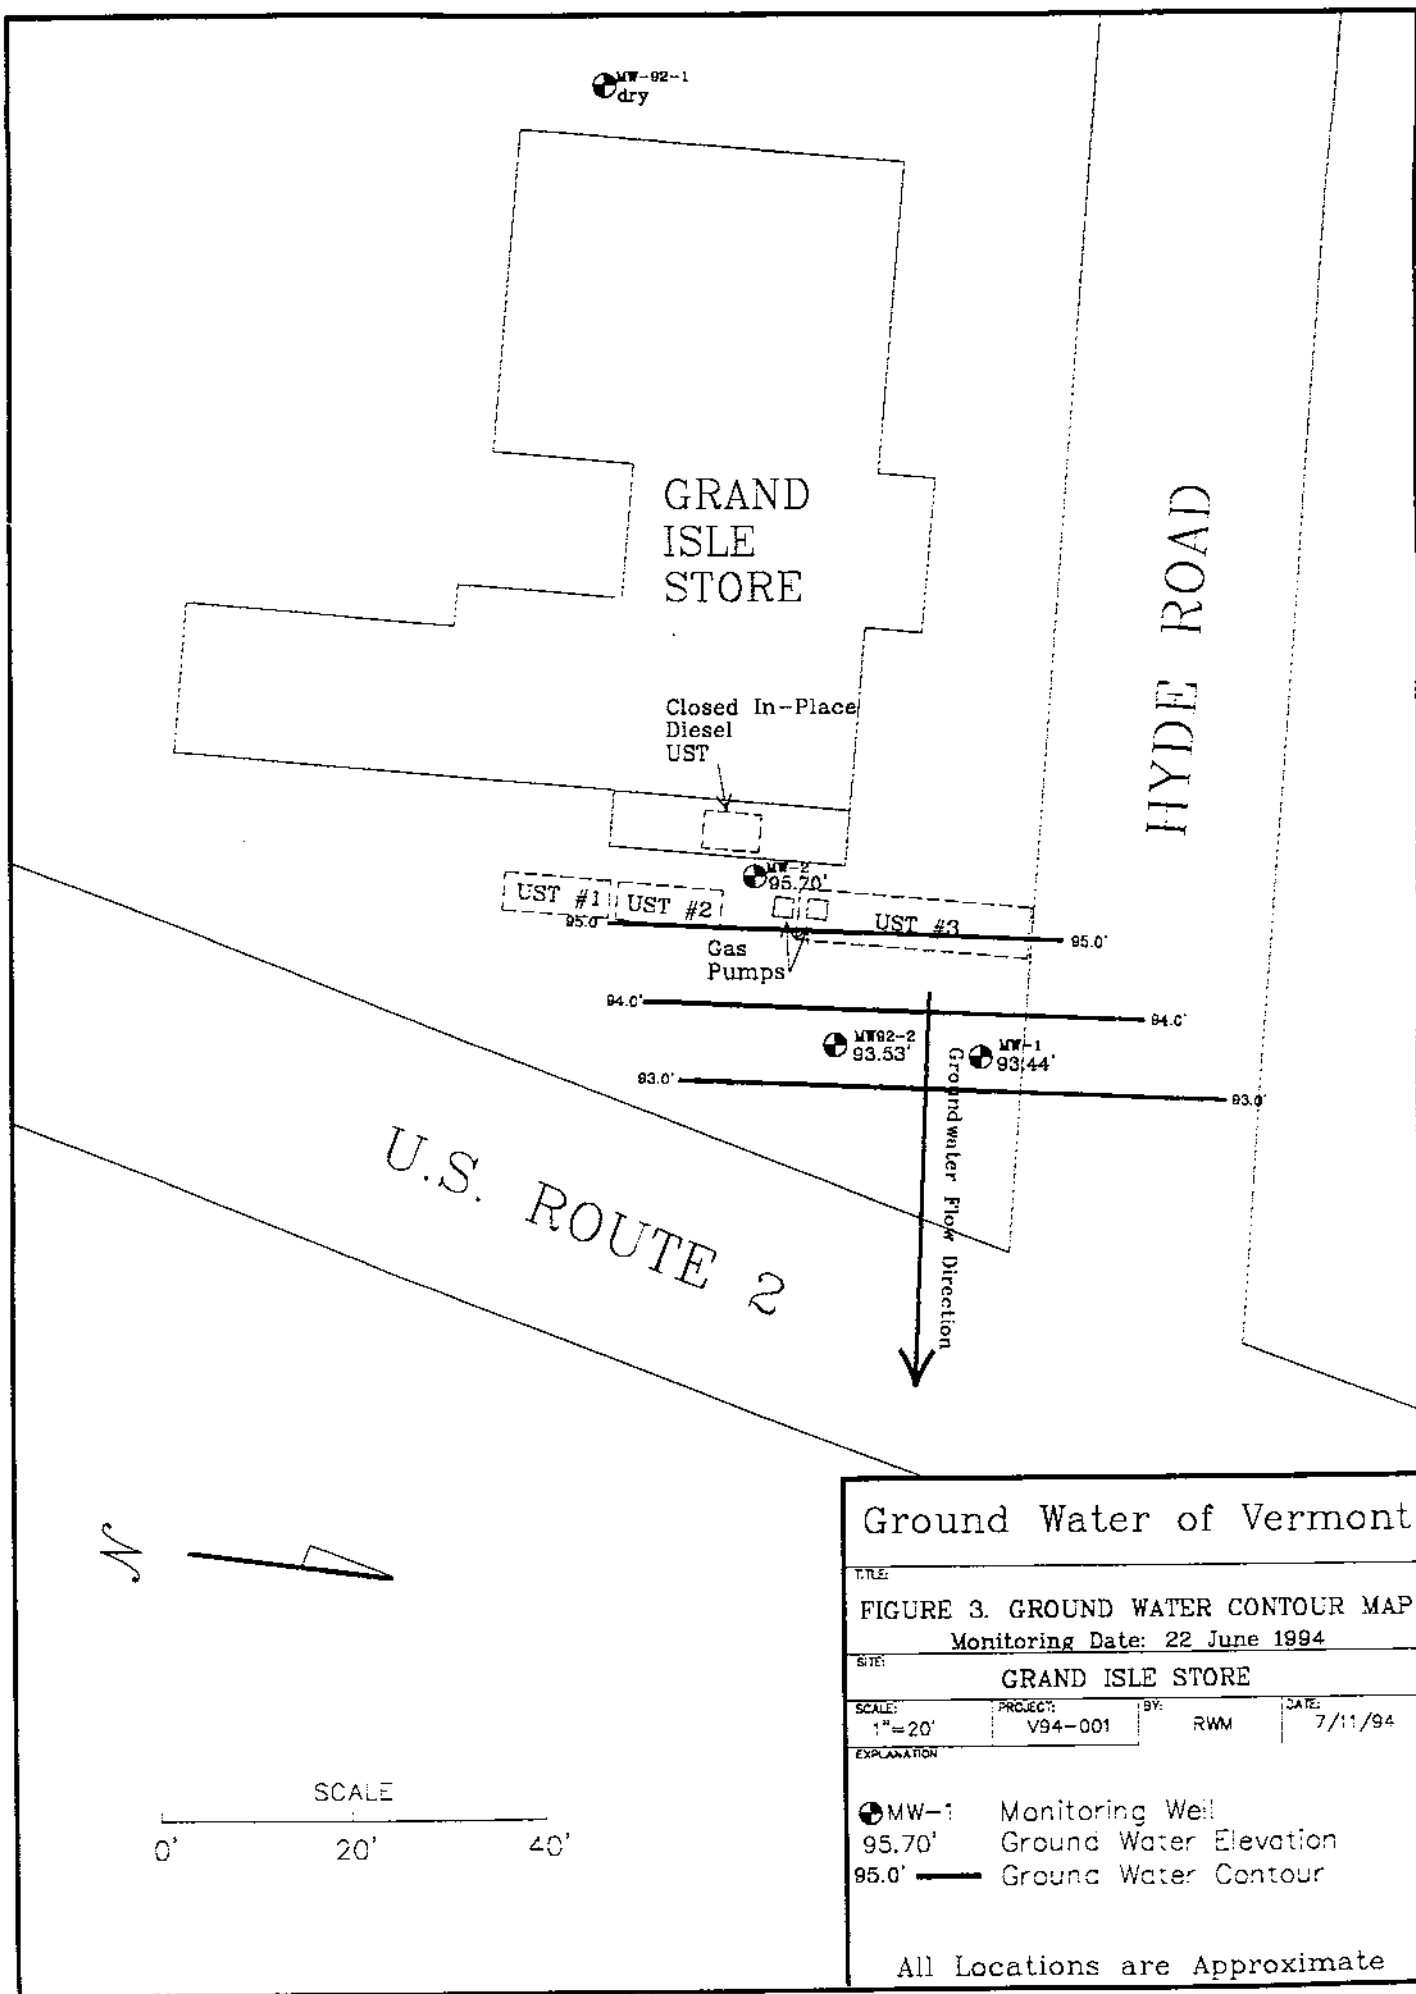 MW-92-1
dry
GRAND
ISLE
STORE
HYDE ROAD
Closed In-Place
Diesel
UST
MW-2
95.70'
UST #1
UST #2
UST #3
95.0'
95.0'
Gas
Pumps
94.0'
94.0'
MW92-2
93.53'
MW-1
93.44'
93.0'
93.0'
Groundwater Flow Direction
U.S. ROUTE 2
N
SCALE
0' 20' 40'
Ground Water of Vermont
TITLE:
FIGURE 3. GROUND WATER CONTOUR MAP
Monitoring Date: 22 June 1994
SITE:
GRAND ISLE STORE
SCALE: PROJECT: BY: DATE:
1"=20' V94-001 RWM 7/11/94
EXPLANATION
MW-1 Monitoring Well
95.70' Ground Water Elevation
95.0' Ground Water Contour
All Locations are Approximate